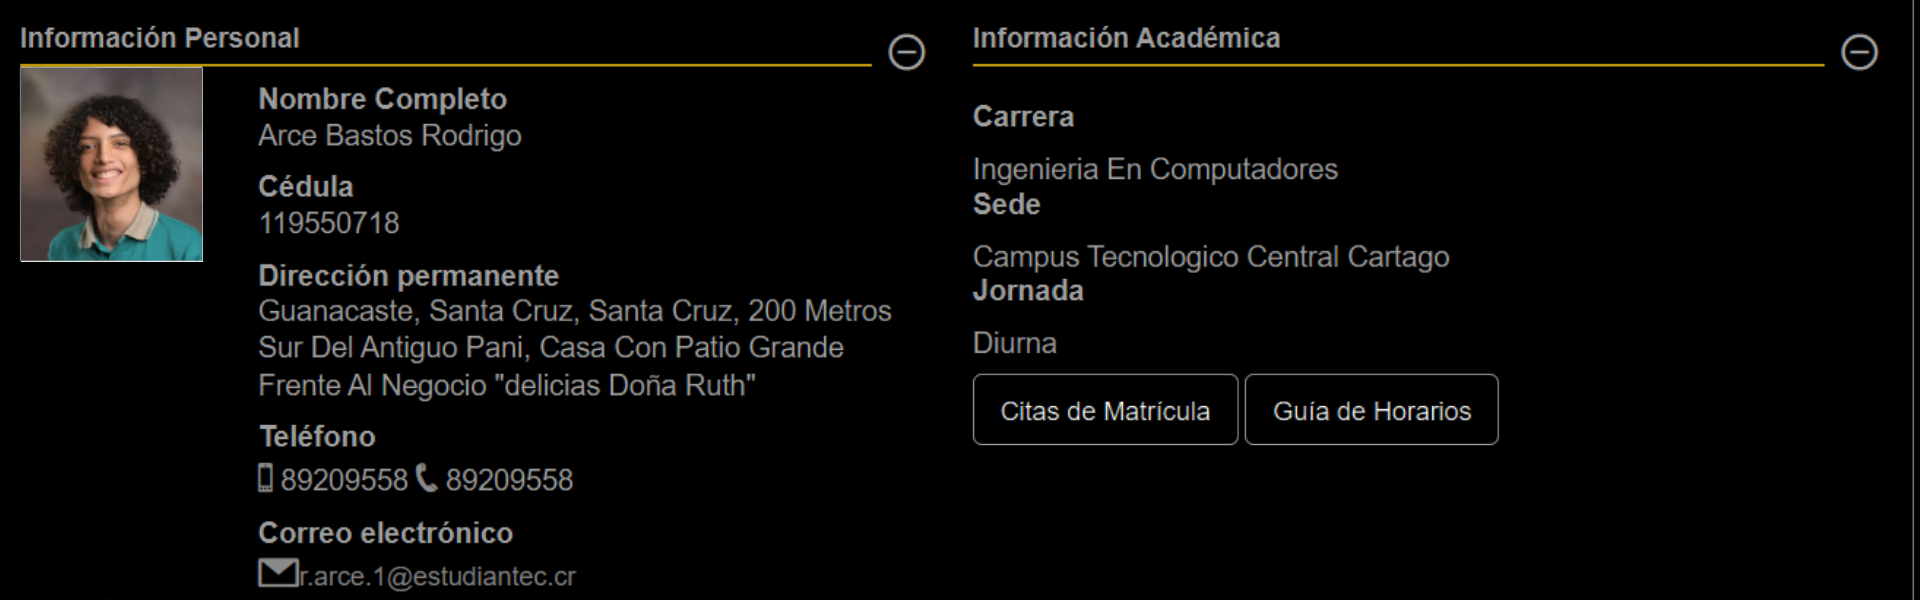 Información Personal
Nombre Completo
Arce Bastos Rodrigo
Cédula
119550718
Dirección permanente
Guanacaste, Santa Cruz, Santa Cruz, 200 Metros
Sur Del Antiguo Pani, Casa Con Patio Grande
Frente Al Negocio "delicias Doña Ruth"
Teléfono
89209558 89209558
Correo electrónico
r.arce.1@estudiantec.cr
Información Académica
Carrera
Ingenieria En Computadores
Sede
Campus Tecnologico Central Cartago
Jornada
Diurna
Citas de Matrícula
Guía de Horarios